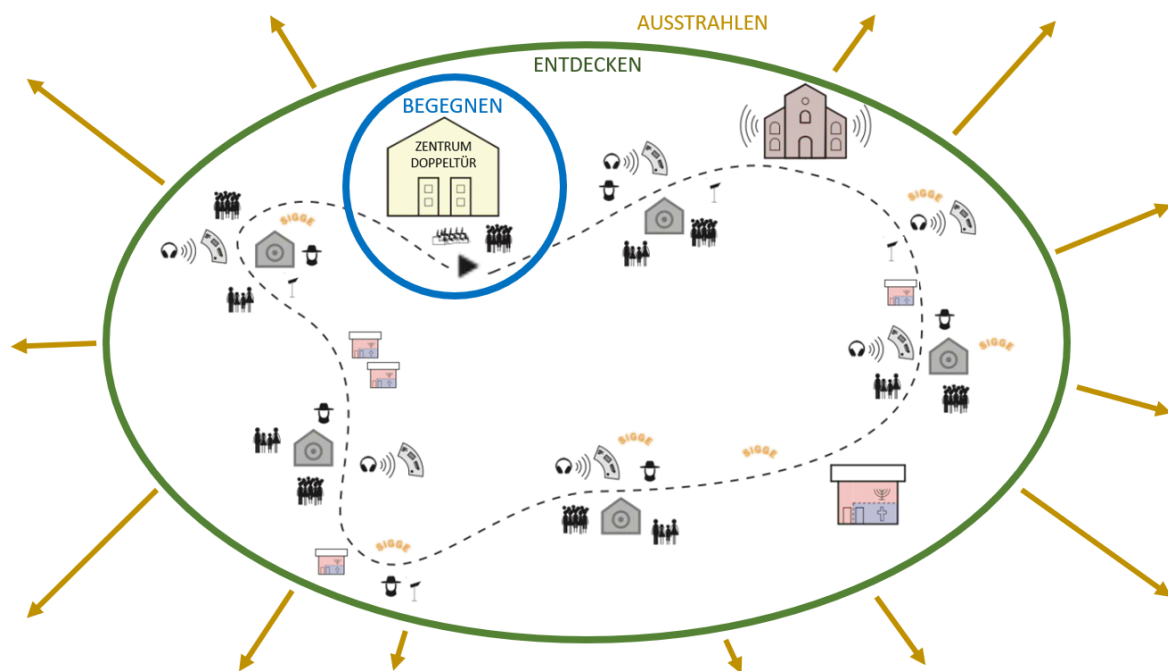 AUSSTRAHLEN
ENTDECKEN
BEGEGNEN
ZENTRUM
DOPPELTÜR
SIGGE
SIGGE
SIGGE
SIGGE
SIGGE
SIGGE